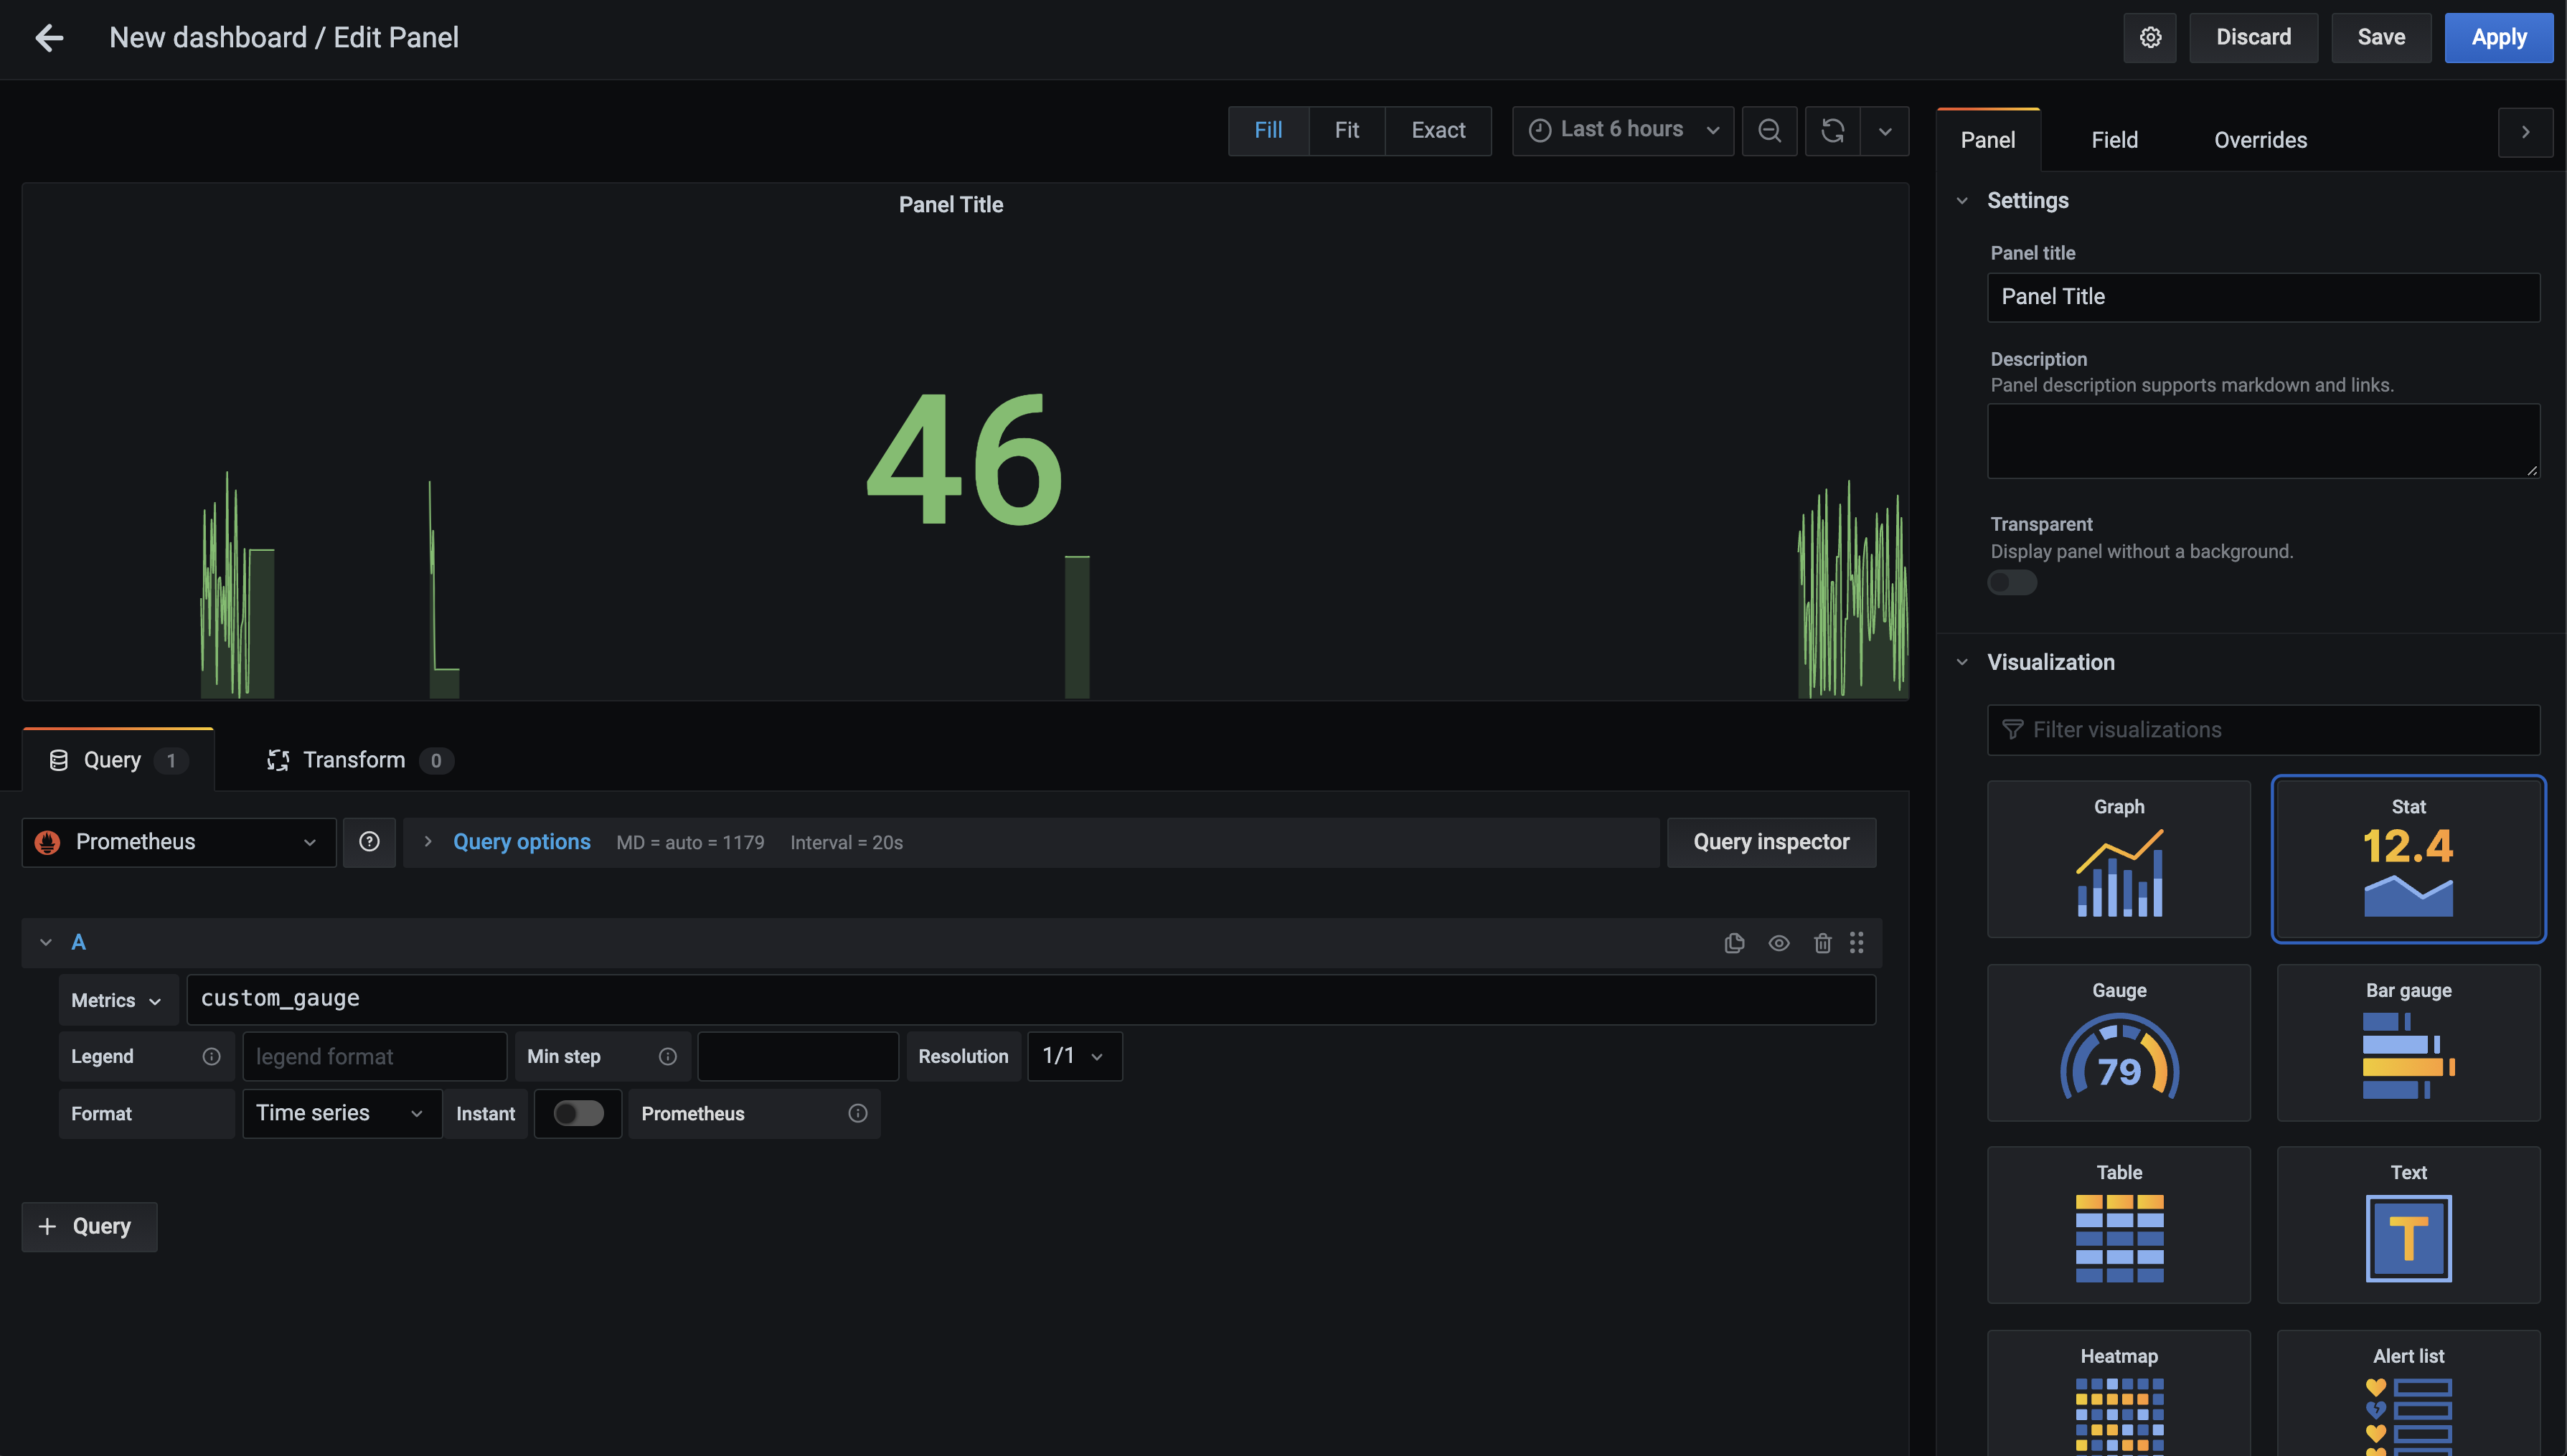 New dashboard / Edit Panel
Discard
Save
Apply
Fill
Fit
Exact
Last 6 hours
Panel
Field
Overrides
Panel Title
46
Settings
Panel title
Panel Title
Description
Panel description supports markdown and links.
Transparent
Display panel without a background.
Visualization
Filter visualizations
Graph
Stat
12.4
Gauge
79
Bar gauge
Table
Text
T
Heatmap
Alert list
Query 1
Transform 0
Prometheus
Query options MD = auto = 1179 Interval = 20s
Query inspector
A
Metrics
custom_gauge
Legend
legend format
Min step
Resolution
1/1
Format
Time series
Instant
Prometheus
+ Query